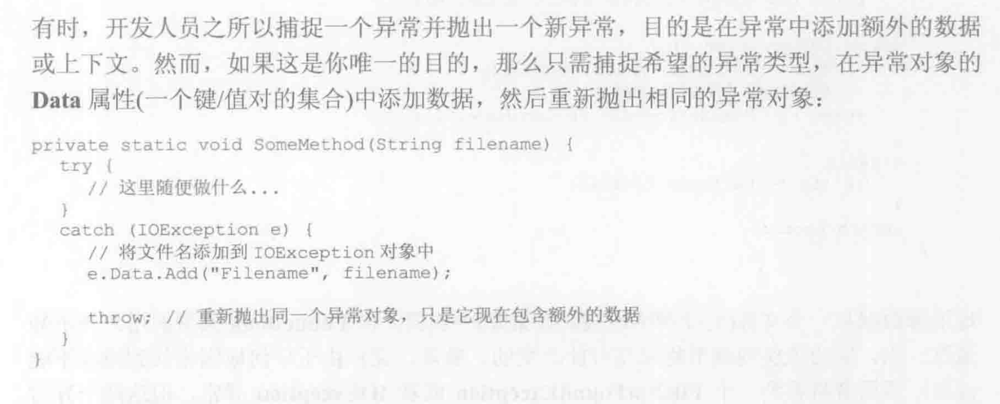 有时，开发人员之所以捕捉一个异常并抛出一个新异常，目的是在异常中添加额外的数据
或上下文。然而，如果这是你唯一的目的，那么只需捕捉希望的异常类型，在异常对象的
Data 属性(一个键/值对的集合)中添加数据，然后重新抛出相同的异常对象：
private static void SomeMethod(String filename) {
try {
// 这里随便做什么...
}
catch (IOException e) {
// 将文件名添加到 IOException 对象中
e.Data.Add("Filename", filename);
throw; // 重新抛出同一个异常对象，只是它现在包含额外的数据
}
}